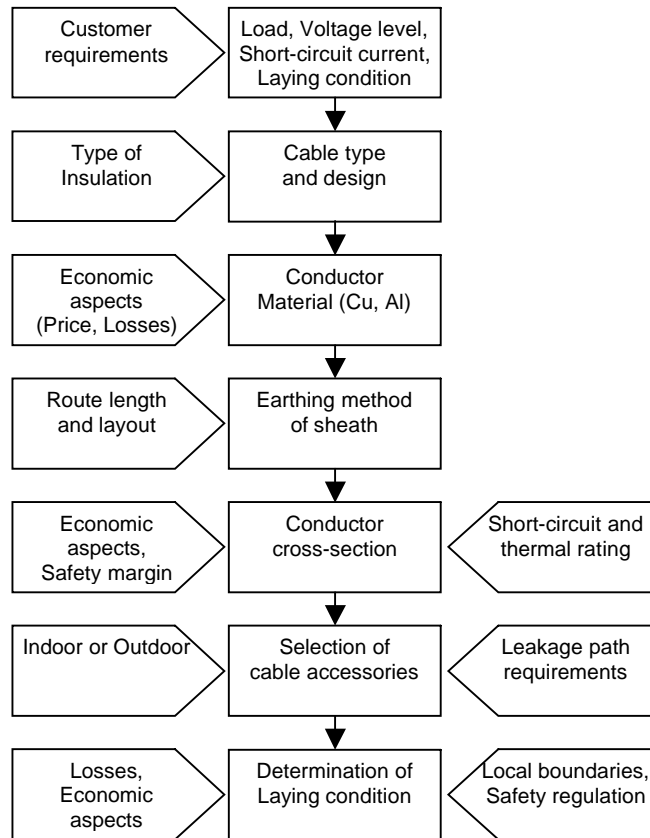 Customer
requirements
Load, Voltage level,
Short-circuit current,
Laying condition
Type of
Insulation
Cable type
and design
Economic
aspects
(Price, Losses)
Conductor
Material (Cu, Al)
Route length
and layout
Earthing method
of sheath
Economic
aspects,
Safety margin
Conductor
cross-section
Short-circuit and
thermal rating
Indoor or Outdoor
Selection of
cable accessories
Leakage path
requirements
Losses,
Economic
aspects
Determination of
Laying condition
Local boundaries,
Safety regulation